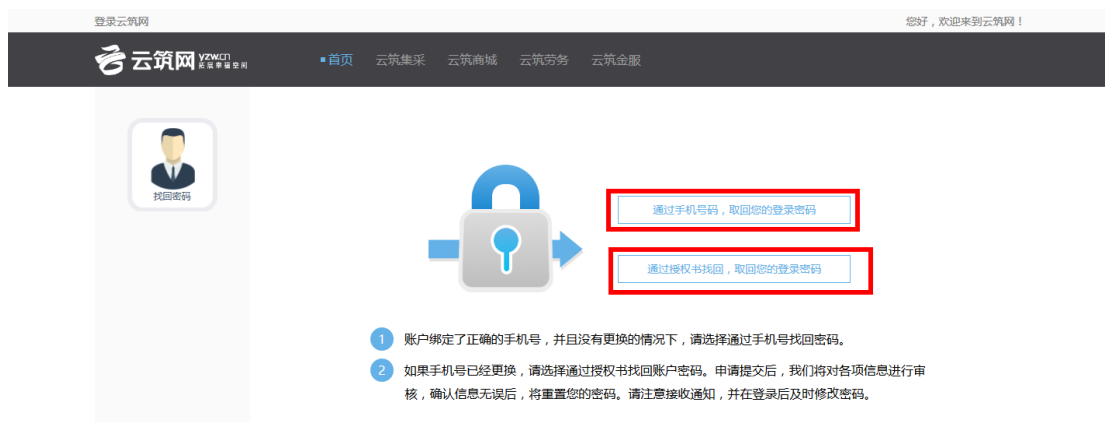 登录云筑网
您好，欢迎来到云筑网！
云筑网 yzw.cn
拓展幸福空间
首页 云筑集采 云筑商城 云筑劳务 云筑金服
找回密码
通过手机号码，取回您的登录密码
通过授权书找回，取回您的登录密码
1 账户绑定了正确的手机号，并且没有更换的情况下，请选择通过手机号找回密码。
2 如果手机号已经更换，请选择通过授权书找回账户密码。申请提交后，我们将对各项信息进行审
核，确认信息无误后，将重置您的密码。请注意接收通知，并在登录后及时修改密码。